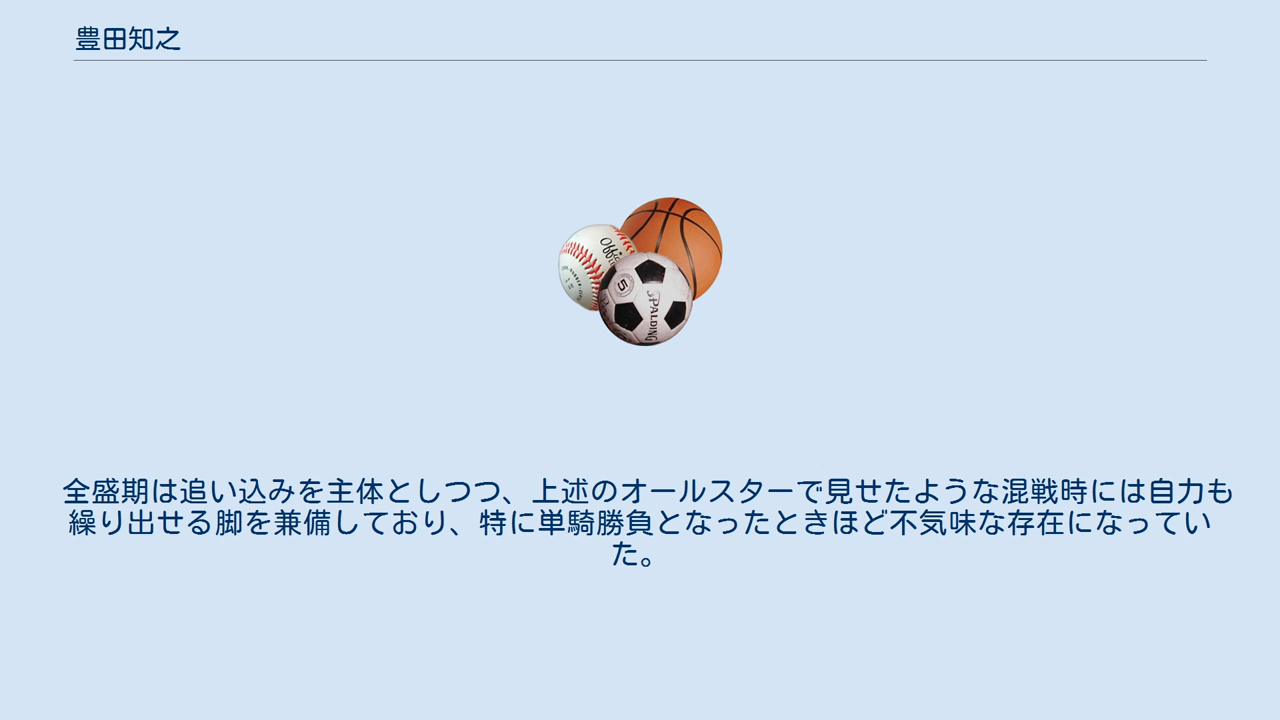 豊田知之
Offi
5
SPALDING
全盛期は追い込みを主体としつつ、上述のオールスターで見せたような混戦時には自力も
繰り出せる脚を兼備しており、特に単騎勝負となったときほど不気味な存在になってい
た。